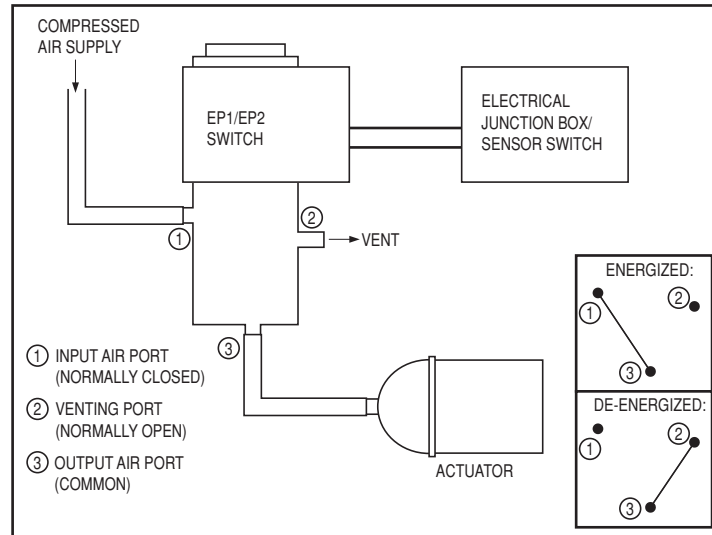 COMPRESSED
AIR SUPPLY
EP1/EP2
SWITCH
ELECTRICAL
JUNCTION BOX/
SENSOR SWITCH
1
2
VENT
3
ACTUATOR
1 INPUT AIR PORT
(NORMALLY CLOSED)
2 VENTING PORT
(NORMALLY OPEN)
3 OUTPUT AIR PORT
(COMMON)
ENERGIZED:
1
2
3
DE-ENERGIZED:
1
2
3